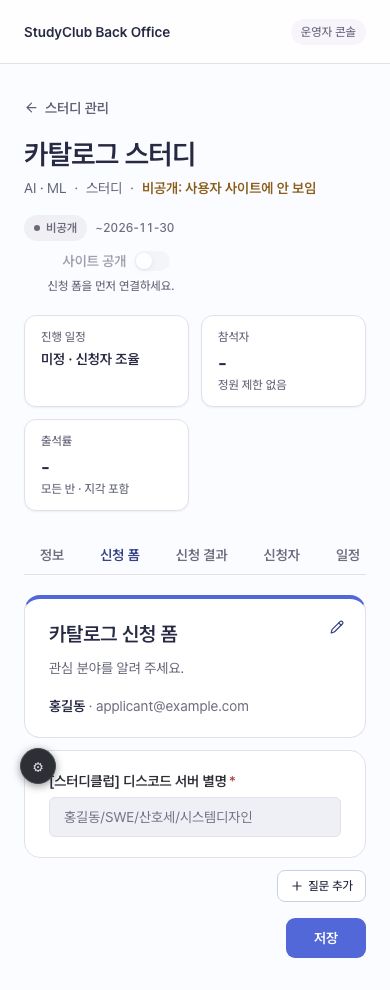 StudyClub Back Office
운영자 콘솔
← 스터디 관리
카탈로그 스터디
AI · ML · 스터디 · 비공개: 사용자 사이트에 안 보임
비공개 ~2026-11-30
사이트 공개
신청 폼을 먼저 연결하세요.
진행 일정
미정 · 신청자 조율
참석자
-
정원 제한 없음
출석률
-
모든 반 · 지각 포함
정보 신청 폼 신청 결과 신청자 일정
카탈로그 신청 폼
관심 분야를 알려 주세요.
홍길동 · applicant@example.com
[스터디클럽] 디스코드 서버 별명 *
홍길동/SWE/산호세/시스템디자인
+ 질문 추가
저장